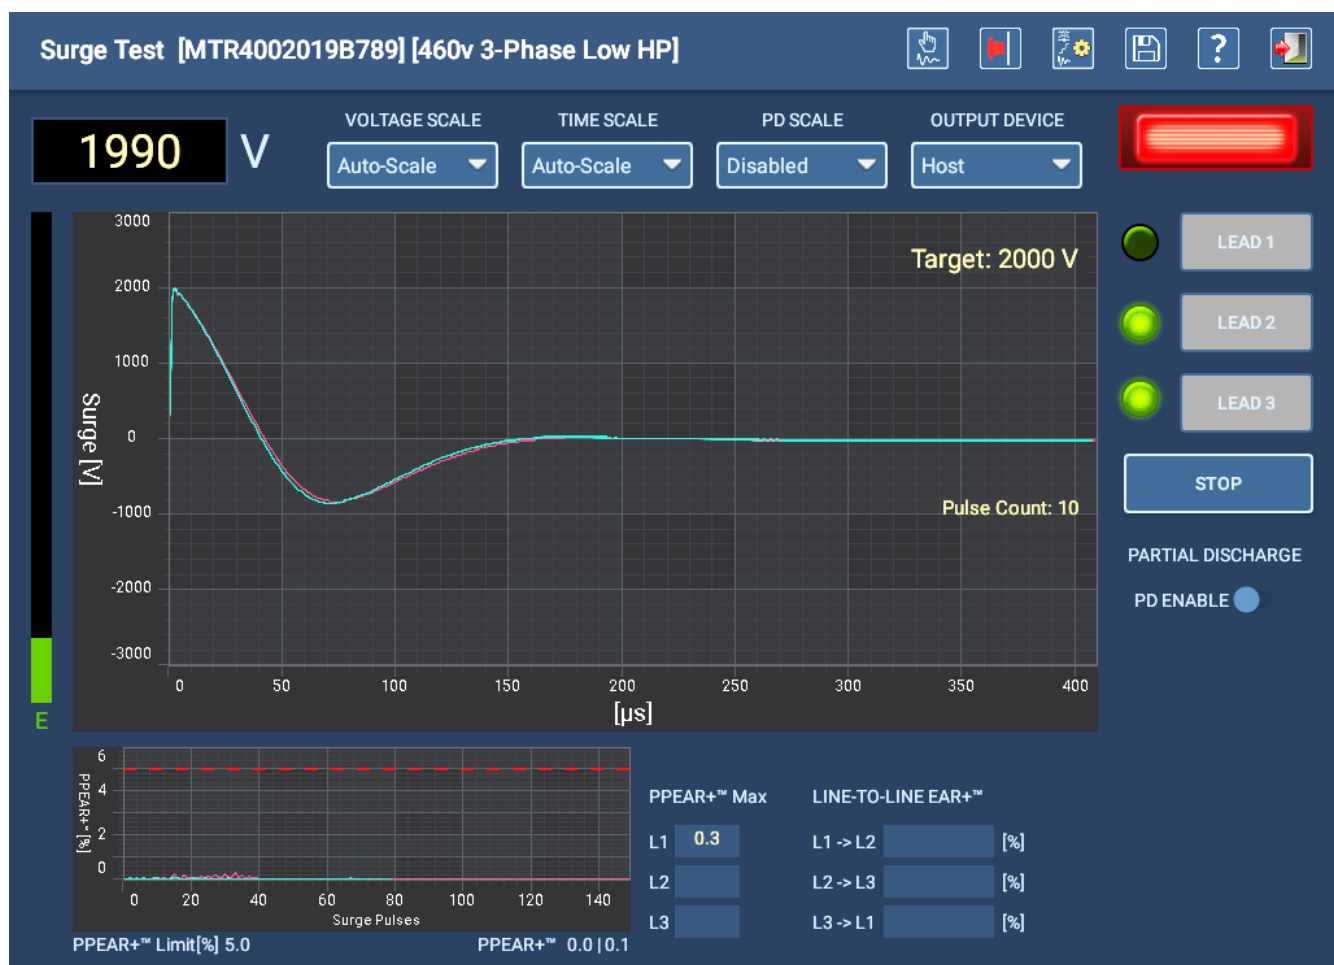 Surge Test [MTR4002019B789] [460v 3-Phase Low HP]
?
1990 V
VOLTAGE SCALE
Auto-Scale
TIME SCALE
Auto-Scale
PD SCALE
Disabled
OUTPUT DEVICE
Host
3000
2000
1000
0
-1000
-2000
-3000
Surge [V]
Target: 2000 V
Pulse Count: 10
0 50 100 150 200 250 300 350 400
[µs]
E
LEAD 1
LEAD 2
LEAD 3
STOP
PARTIAL DISCHARGE
PD ENABLE
6
4
2
0
PPEAR+™ [%]
0 20 40 60 80 100 120 140
Surge Pulses
PPEAR+™ Limit[%] 5.0
PPEAR+™ 0.0|0.1
PPEAR+™ Max
L1 0.3
L2
L3
LINE-TO-LINE EAR+™
L1 -> L2 [%]
L2 -> L3 [%]
L3 -> L1 [%]